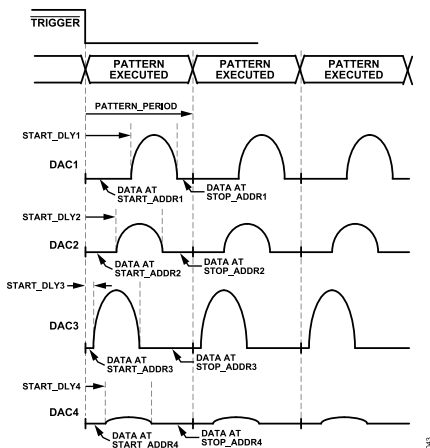 TRIGGER
PATTERN EXECUTED
PATTERN EXECUTED
PATTERN EXECUTED
PATTERN_PERIOD
START_DLY1
DAC1
DATA AT START_ADDR1
DATA AT STOP_ADDR1
START_DLY2
DAC2
DATA AT START_ADDR2
DATA AT STOP_ADDR2
START_DLY3
DAC3
DATA AT START_ADDR3
DATA AT STOP_ADDR3
START_DLY4
DAC4
DATA AT START_ADDR4
DATA AT STOP_ADDR4